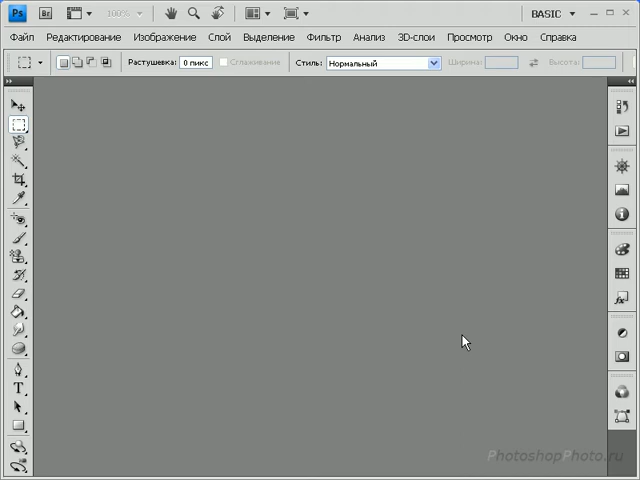 Ps Br 100% BASIC
Файл Редактирование Изображение Слой Выделение Фильтр Анализ 3D-слои Просмотр Окно Справка
Растушевка: 0 пикс Сглаживание Стиль: Нормальный Ширина: Высота:
T
fx
PhotoshopPhoto.ru